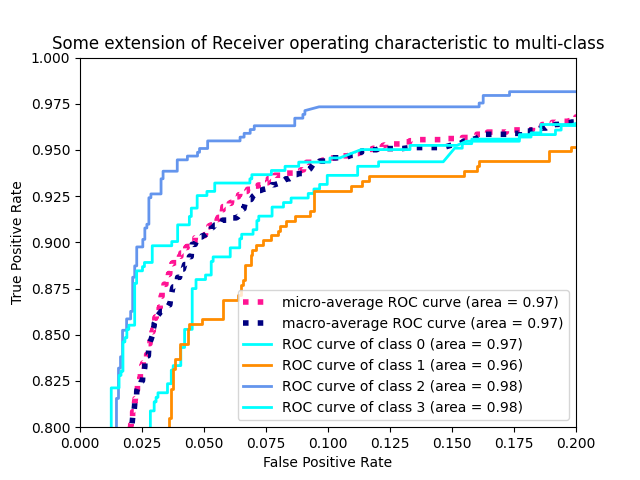 Some extension of Receiver operating characteristic to multi-class
True Positive Rate
1.000
0.975
0.950
0.925
0.900
0.875
0.850
0.825
0.800
micro-average ROC curve (area = 0.97)
macro-average ROC curve (area = 0.97)
ROC curve of class 0 (area = 0.97)
ROC curve of class 1 (area = 0.96)
ROC curve of class 2 (area = 0.98)
ROC curve of class 3 (area = 0.98)
0.000 0.025 0.050 0.075 0.100 0.125 0.150 0.175 0.200
False Positive Rate